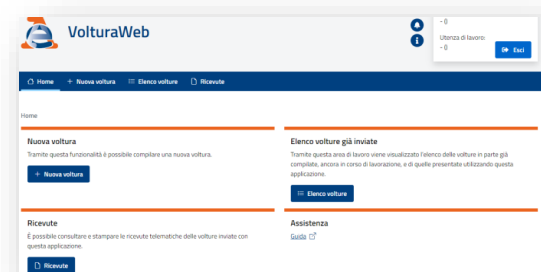 VolturaWeb
- 0
Utenza di lavoro:
- 0
Esci
Home
Nuova voltura
Elenco volture
Ricevute
Home
Nuova voltura
Tramite questa funzionalità è possibile compilare una nuova voltura.
+ Nuova voltura
Elenco volture già inviate
Tramite questa area di lavoro viene visualizzato l'elenco delle volture in parte già
compilate, ancora in corso di lavorazione, e di quelle presentate utilizzando questa
applicazione.
Elenco volture
Ricevute
È possibile consultare e stampare le ricevute telematiche delle volture inviate con
questa applicazione.
Ricevute
Assistenza
Guida